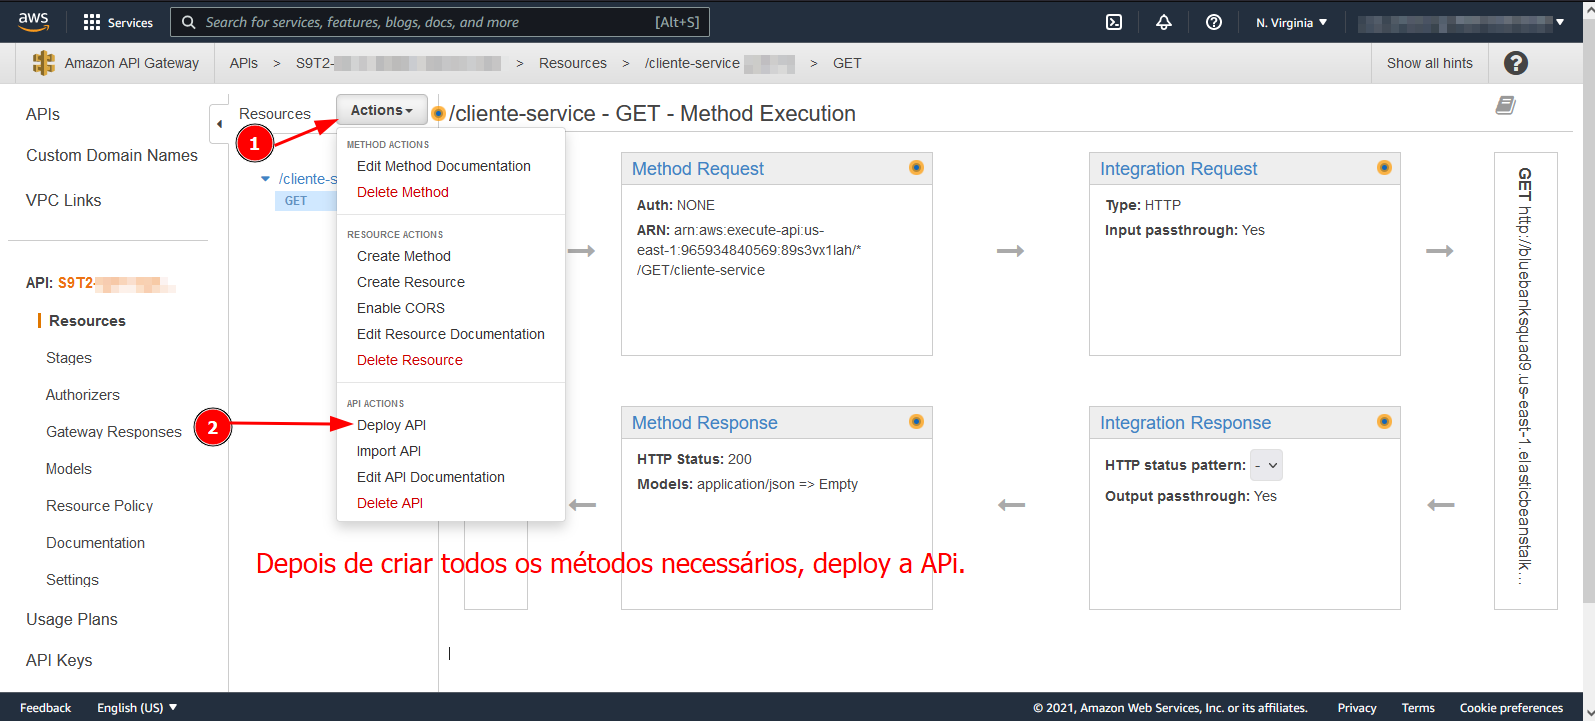 aws
Services
Search for services, features, blogs, docs, and more
[Alt+S]
N. Virginia
Amazon API Gateway
APIs > S9T2- > Resources > /cliente-service > GET
Show all hints
?
APIs
Custom Domain Names
VPC Links
API: S9T2-
Resources
Stages
Authorizers
Gateway Responses
Models
Resource Policy
Documentation
Settings
Usage Plans
API Keys
Resources
Actions
1
/cliente-s
GET
METHOD ACTIONS
Edit Method Documentation
Delete Method
RESOURCE ACTIONS
Create Method
Create Resource
Enable CORS
Edit Resource Documentation
Delete Resource
API ACTIONS
2
Deploy API
Import API
Edit API Documentation
Delete API
/cliente-service - GET - Method Execution
Method Request
Auth: NONE
ARN: arn:aws:execute-api:us-
east-1:965934840569:89s3vx1lah/*
/GET/cliente-service
Integration Request
Type: HTTP
Input passthrough: Yes
Method Response
HTTP Status: 200
Models: application/json => Empty
Integration Response
HTTP status pattern: -
Output passthrough: Yes
GET http://bluebanksquad9.us-east-1.elasticbeanstalk...
Depois de criar todos os métodos necessários, deploy a APi.
Feedback
English (US)
© 2021, Amazon Web Services, Inc. or its affiliates.
Privacy
Terms
Cookie preferences